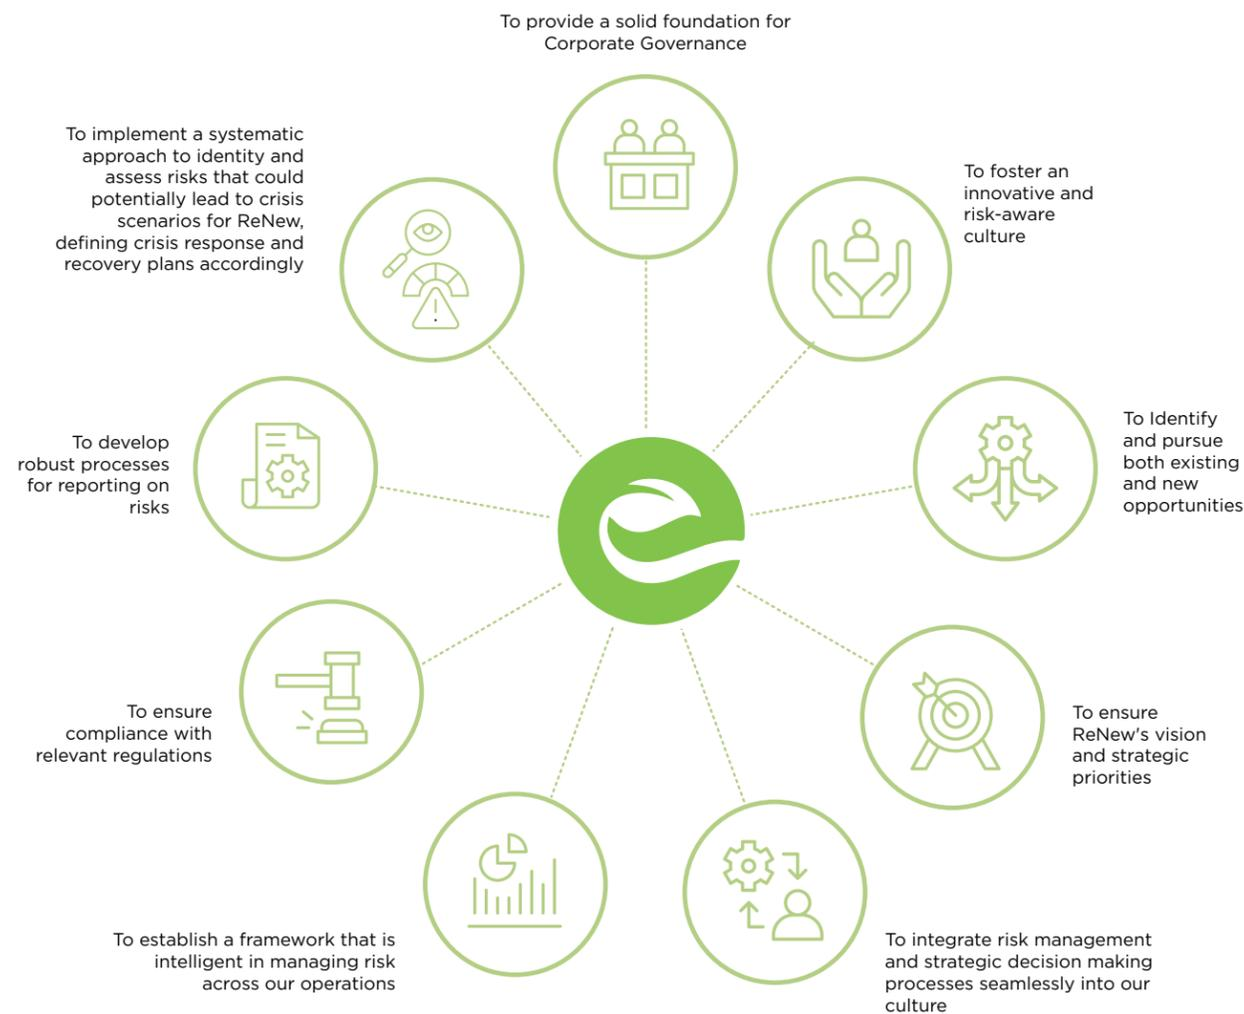 To provide a solid foundation for
Corporate Governance
To foster an
innovative and
risk-aware
culture
To Identify
and pursue
both existing
and new
opportunities
To ensure
ReNew's vision
and strategic
priorities
To integrate risk management
and strategic decision making
processes seamlessly into our
culture
To establish a framework that is
intelligent in managing risk
across our operations
To ensure
compliance with
relevant regulations
To develop
robust processes
for reporting on
risks
To implement a systematic
approach to identity and
assess risks that could
potentially lead to crisis
scenarios for ReNew,
defining crisis response and
recovery plans accordingly